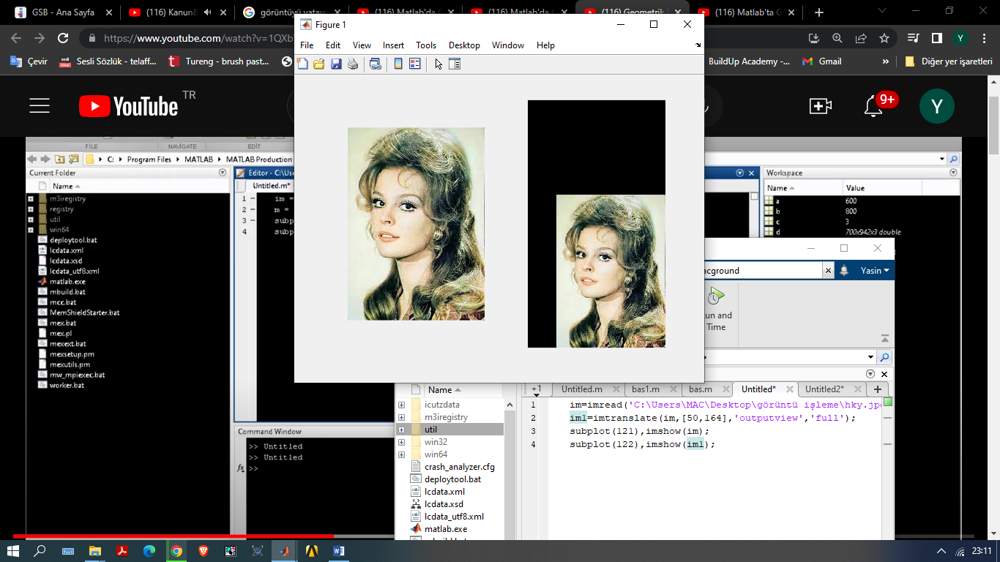 GSB - Ana Sayfa
(116) Kanun
görüntüyü yatay
(116) Matlab'da (
(116) Matlab'da (
(116) Geometrik
(116) Matlab'ta G
https://www.youtube.com/watch?v=1QXb
Y
Çevir
Sesli Sözlük - telaff...
Tureng - brush past...
BuildUp Academy -...
Gmail
»
Diğer yer işaretleri
Figure 1
File Edit View Insert Tools Desktop Window Help
YouTube TR
9+
Y
FILE NAVIGATE EDIT
C: Program Files MATLAB MATLAB Production
Current Folder
Name
m3iregistry
registry
util
win64
deploytool.bat
lcdata.xml
lcdata.xsd
lcdata_utf8.xml
matlab.exe
mbuild.bat
mcc.bat
MemShieldStarter.bat
mex.bat
mex.pl
mexext.bat
mexsetup.pm
mexutils.pm
mw_mpiexec.bat
worker.bat
Editor - C:\Use
Untitled.m*
1 im =
2 m =
3 subp
4 subp
Command Window
>> Untitled
>> Untitled
fx >>
Workspace
Name Value
a 600
b 800
c 3
d 700x942x3 double
acground
Yasin
un and
Time
Name
icutzdata
m3iregistry
util
win32
win64
crash_analyzer.cfg
deploytool.bat
lcdata.xml
lcdata.xsd
lcdata_utf8.xml
matlab.exe
+1 Untitled.m bas1.m bas.m Untitled* Untitled2* +
1 im=imread('C:\Users\MAC\Desktop\görüntü işleme\hky.jp
2 im1=imtranslate(im,[50,164],'outputview','full');
3 subplot(121),imshow(im);
4 subplot(122),imshow(im1);
23:11